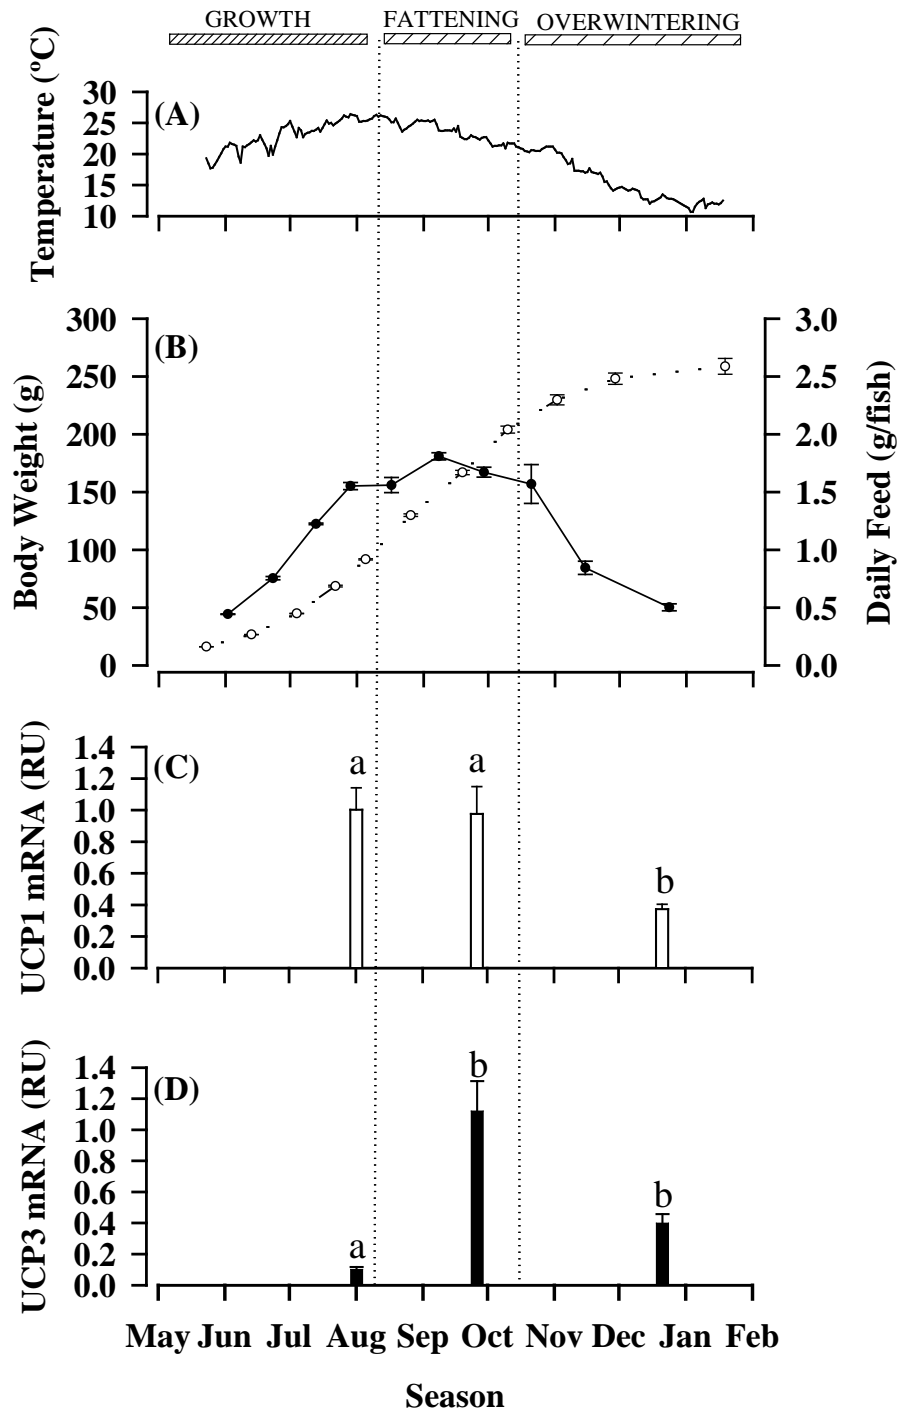 GROWTH FATTENING OVERWINTERING
Temperature (ºC)
30
25
20
15
10
(A)
Body Weight (g)
300
250
200
150
100
50
0
(B)
3.0
2.5
2.0
1.5
1.0
0.5
0.0
Daily Feed (g/fish)
UCP1 mRNA (RU)
1.4
1.2
1.0
0.8
0.6
0.4
0.2
0.0
(C)
a a b
UCP3 mRNA (RU)
1.4
1.2
1.0
0.8
0.6
0.4
0.2
0.0
(D)
a b b
May Jun Jul Aug Sep Oct Nov Dec Jan Feb
Season